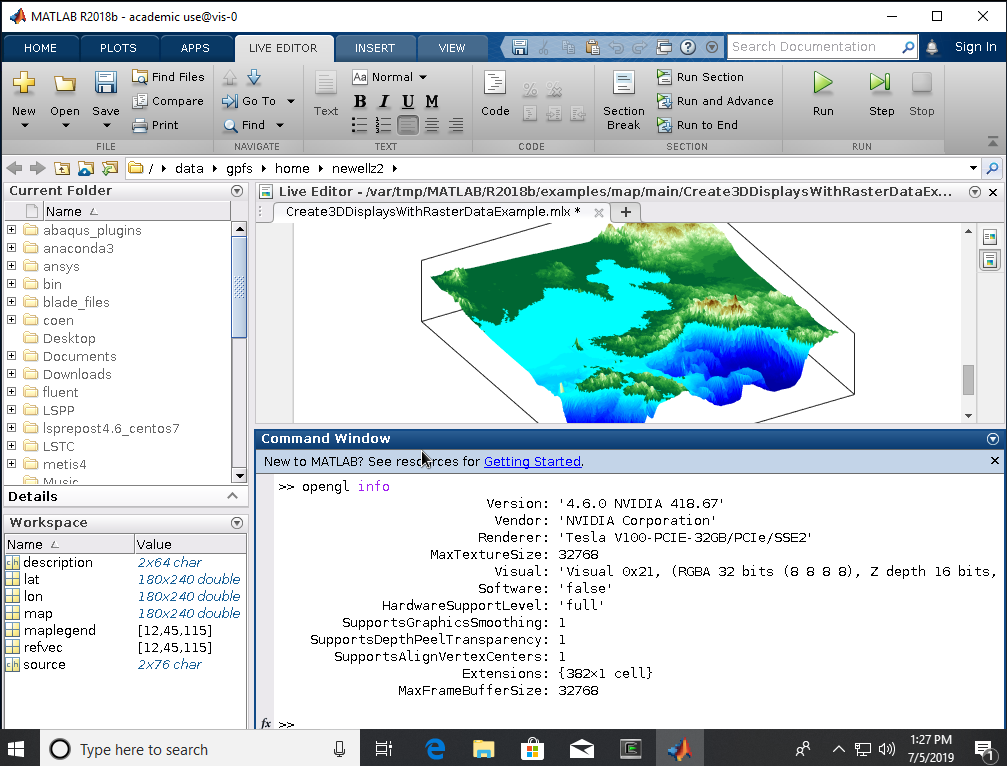 MATLAB R2018b - academic use@vis-0
HOME PLOTS APPS LIVE EDITOR INSERT VIEW Search Documentation Sign In
New Open Save Find Files Compare Print
FILE
Go To Find
NAVIGATE
Text Aa Normal B I U M
TEXT
Code
CODE
Section Break Run Section Run and Advance Run to End
SECTION
Run Step Stop
RUN
/ data gpfs home newellz2
Current Folder
Name
abaqus_plugins
anaconda3
ansys
bin
blade_files
coen
Desktop
Documents
Downloads
fluent
LSPP
lsprepost4.6_centos7
LSTC
metis4
Music
Details
Workspace
Name Value
description 2x64 char
lat 180x240 double
lon 180x240 double
map 180x240 double
maplegend [12,45,115]
refvec [12,45,115]
source 2x76 char
Live Editor - /var/tmp/MATLAB/R2018b/examples/map/main/Create3DDisplaysWithRasterDataEx...
Create3DDisplaysWithRasterDataExample.mlx *
Command Window
New to MATLAB? See resources for Getting Started.
>> opengl info
Version: '4.6.0 NVIDIA 418.67'
Vendor: 'NVIDIA Corporation'
Renderer: 'Tesla V100-PCIE-32GB/PCIe/SSE2'
MaxTextureSize: 32768
Visual: 'Visual 0x21, (RGBA 32 bits (8 8 8 8), Z depth 16 bits,
Software: 'false'
HardwareSupportLevel: 'full'
SupportsGraphicsSmoothing: 1
SupportsDepthPeelTransparency: 1
SupportsAlignVertexCenters: 1
Extensions: {382×1 cell}
MaxFrameBufferSize: 32768
fx >>
Type here to search
1:27 PM
7/5/2019
1